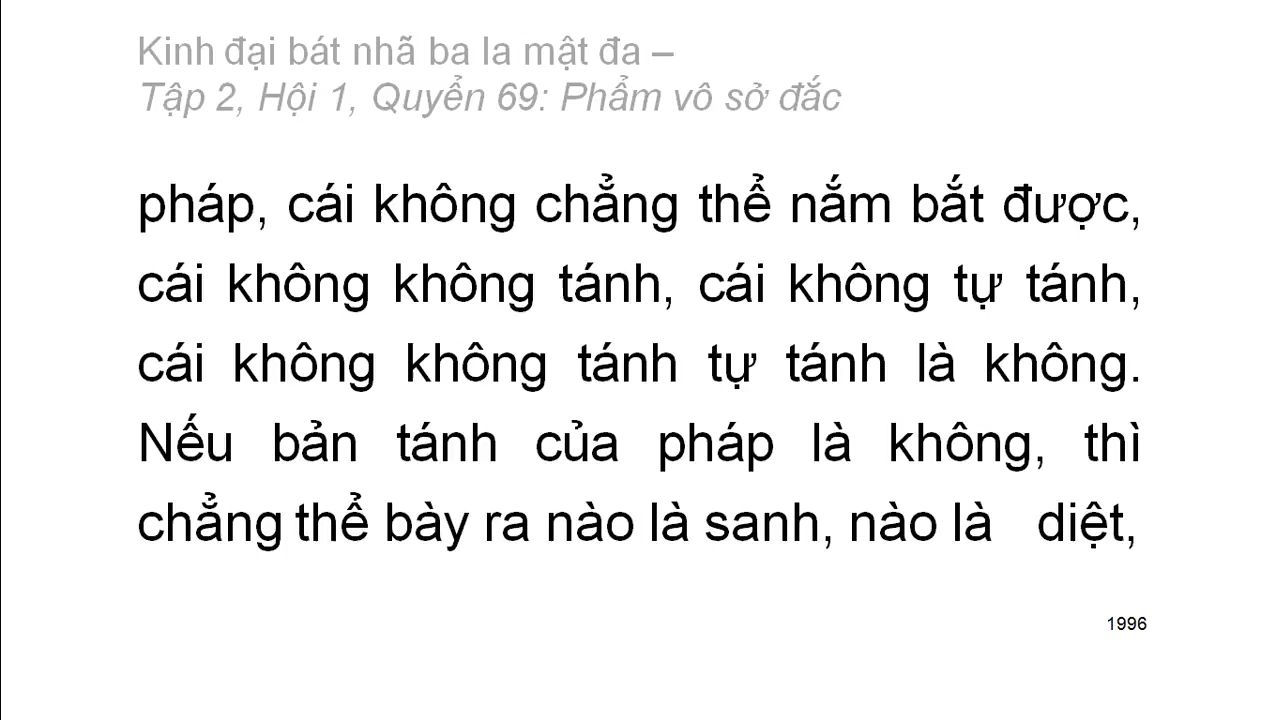 Kinh đại bát nhã ba la mật đa –
Tập 2, Hội 1, Quyển 69: Phẩm vô sở đắc
pháp, cái không chẳng thể nắm bắt được,
cái không không tánh, cái không tự tánh,
cái không không tánh tự tánh là không.
Nếu bản tánh của pháp là không, thì
chẳng thể bày ra nào là sanh, nào là diệt,
1996